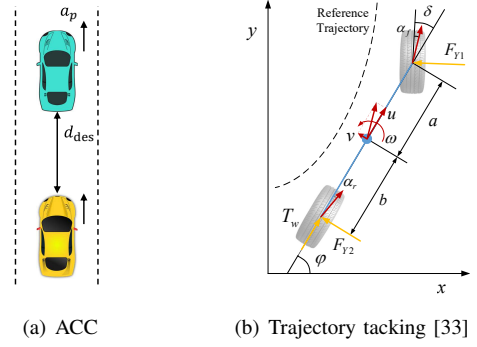 a_p
d_des
(a) ACC
y
Reference
Trajectory
α_f
δ
F_Y1
u
v
ω
a
α_r
b
T_w
F_Y2
φ
x
(b) Trajectory tacking [33]